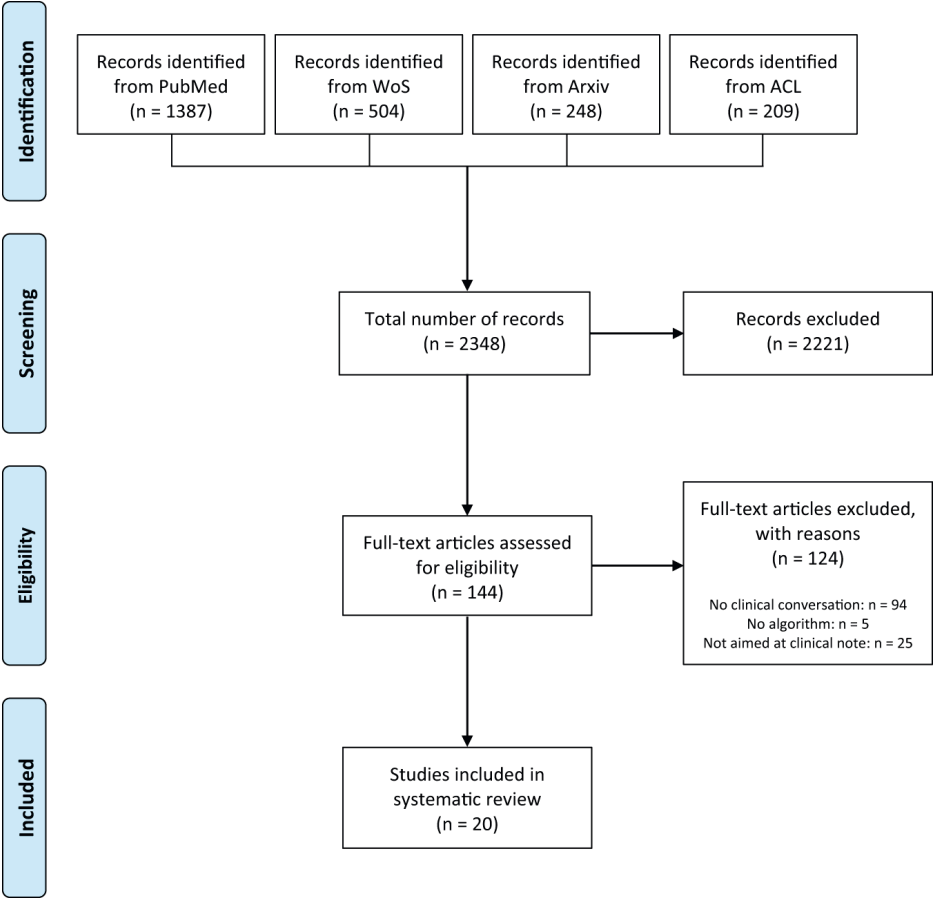 Identification
Records identified
from PubMed
(n = 1387)
Records identified
from WoS
(n = 504)
Records identified
from Arxiv
(n = 248)
Records identified
from ACL
(n = 209)
Screening
Total number of records
(n = 2348)
Records excluded
(n = 2221)
Eligibility
Full-text articles assessed
for eligibility
(n = 144)
Full-text articles excluded,
with reasons
(n = 124)
No clinical conversation: n = 94
No algorithm: n = 5
Not aimed at clinical note: n = 25
Included
Studies included in
systematic review
(n = 20)